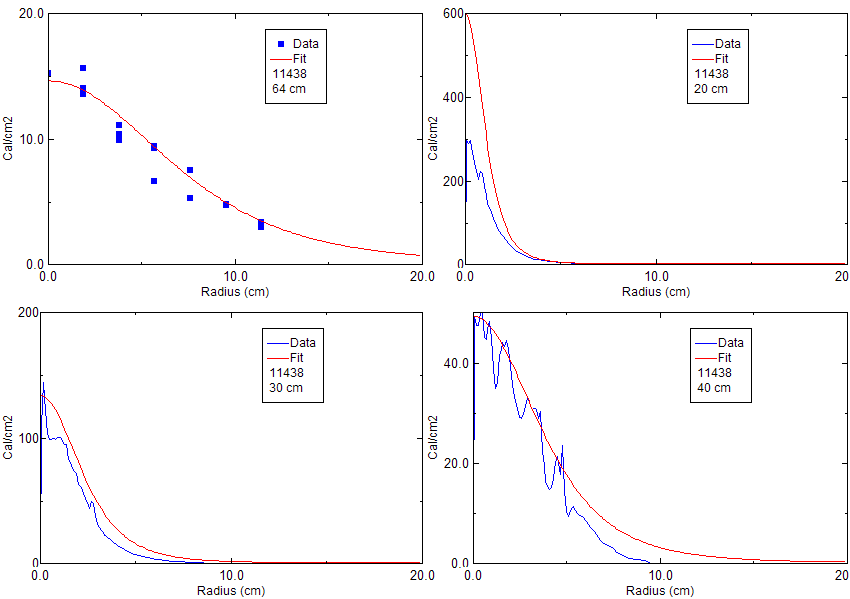 20.0
10.0
0.0
Cal/cm2
0.0
10.0
20.0
Radius (cm)
Data
Fit
11438
64 cm
600
400
200
0
Cal/cm2
0.0
10.0
20
Radius (cm)
Data
Fit
11438
20 cm
200
100
0
Cal/cm2
0.0
10.0
20.0
Radius (cm)
Data
Fit
11438
30 cm
40.0
20.0
0.0
Cal/cm2
0.0
10.0
20.0
Radius (cm)
Data
Fit
11438
40 cm